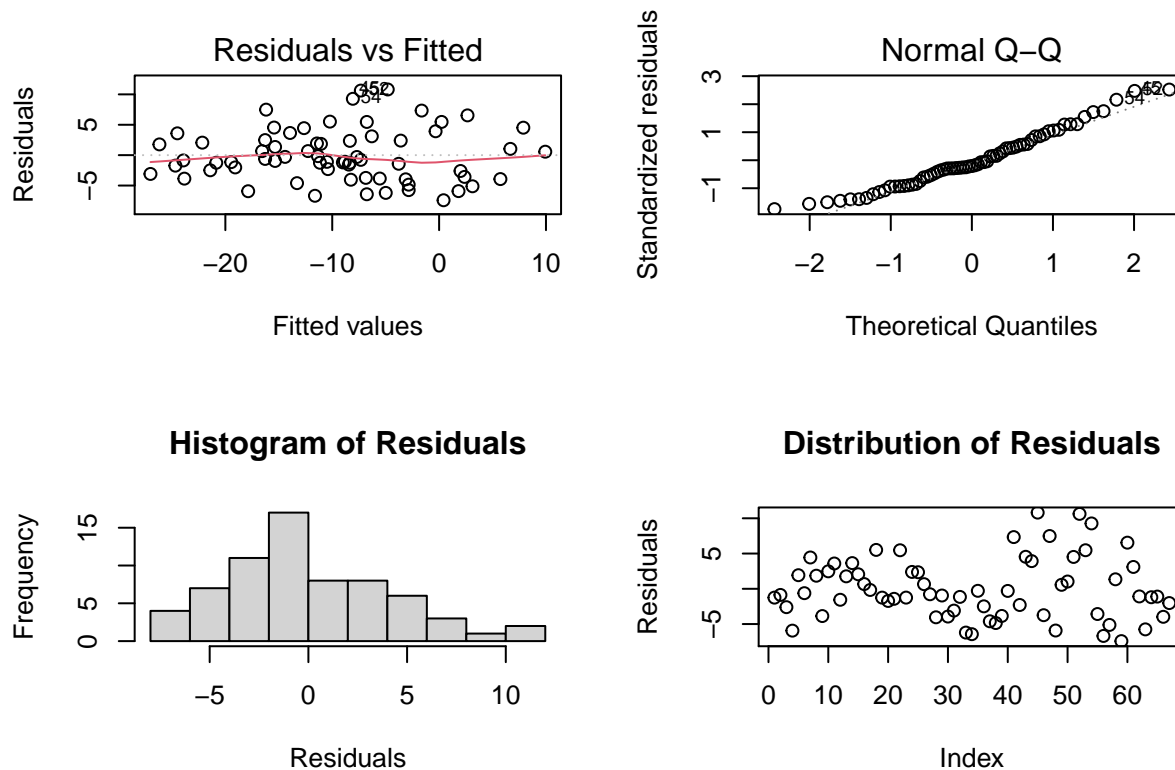 Residuals vs Fitted
Residuals
5
−5
−20
−10
0
10
Fitted values
54
Normal Q−Q
Standardized residuals
3
1
−1
−2
−1
0
1
2
Theoretical Quantiles
54
Histogram of Residuals
Frequency
15
5
0
−5
0
5
10
Residuals
Distribution of Residuals
Residuals
5
−5
0
10
20
30
40
50
60
Index